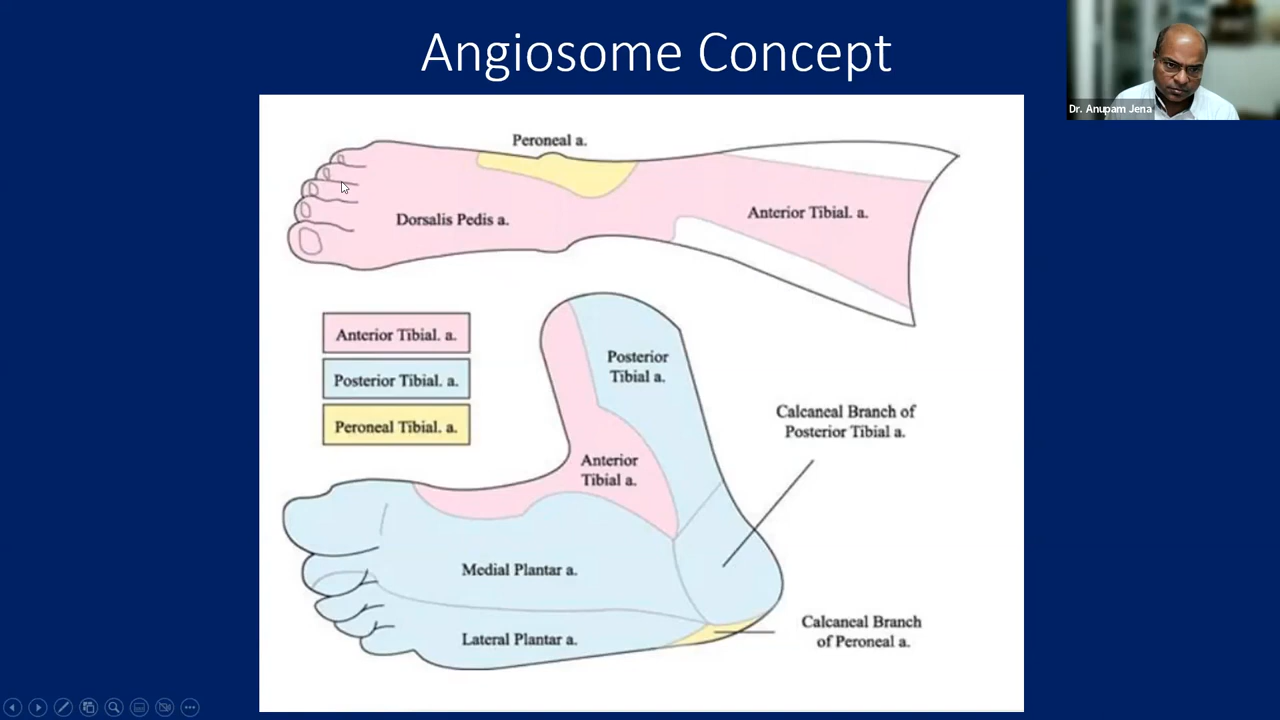 Angiosome Concept
Dr. Anupam Jena
Peroneal a.
Dorsalis Pedis a.
Anterior Tibial. a.
Anterior Tibial. a.
Posterior Tibial. a.
Peroneal Tibial. a.
Posterior
Tibial a.
Anterior
Tibial a.
Calcaneal Branch of
Posterior Tibial a.
Medial Plantar a.
Lateral Plantar a.
Calcaneal Branch
of Peroneal a.